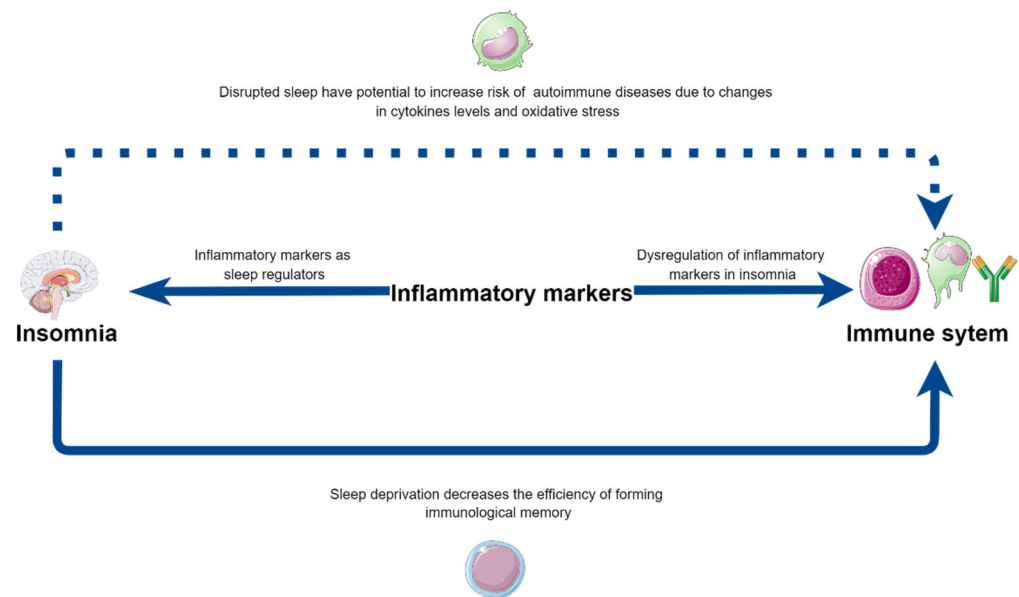 Disrupted sleep have potential to increase risk of autoimmune diseases due to changes
in cytokines levels and oxidative stress
Inflammatory markers as
sleep regulators
Dysregulation of inflammatory
markers in insomnia
Inflammatory markers
Insomnia
Immune sytem
Sleep deprivation decreases the efficiency of forming
immunological memory